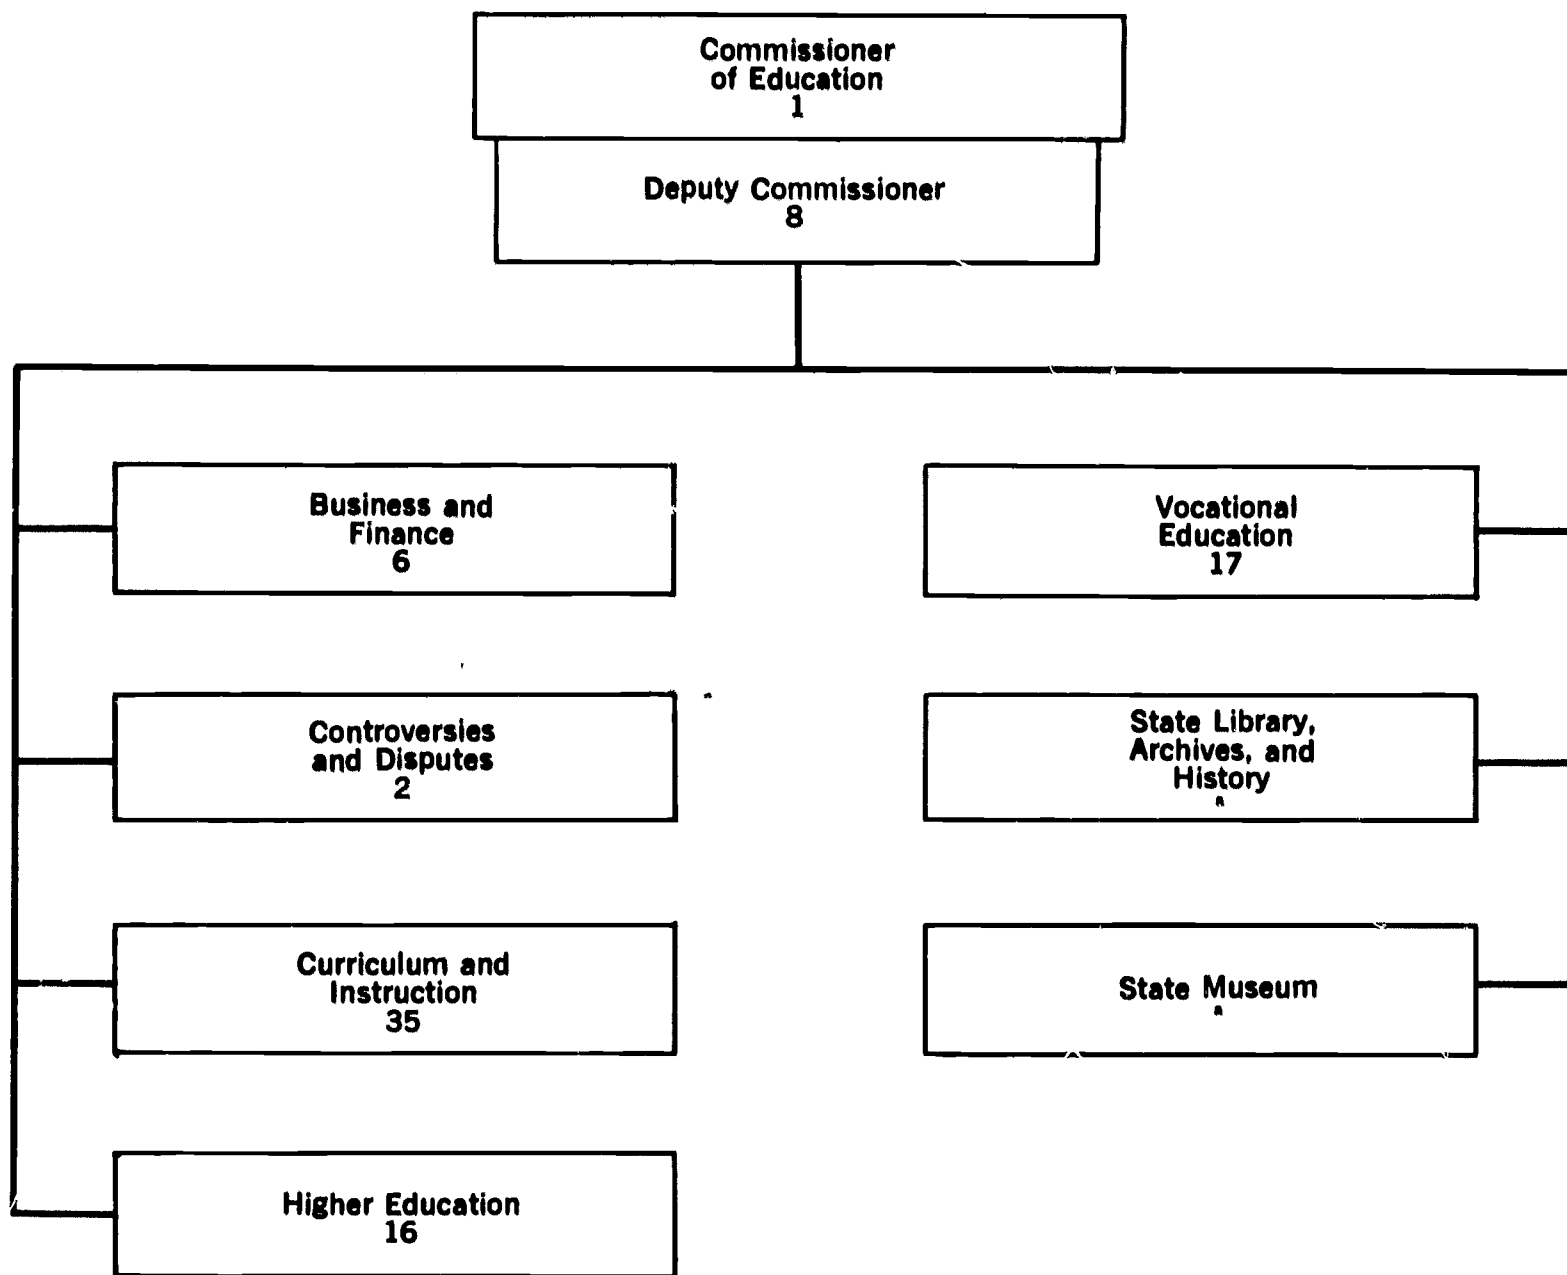 Commissioner
of Education
1
Deputy Commissioner
8
Business and
Finance
6
Vocational
Education
17
Controversies
and Disputes
2
State Library,
Archives, and
History
a
Curriculum and
Instruction
35
State Museum
a
Higher Education
16